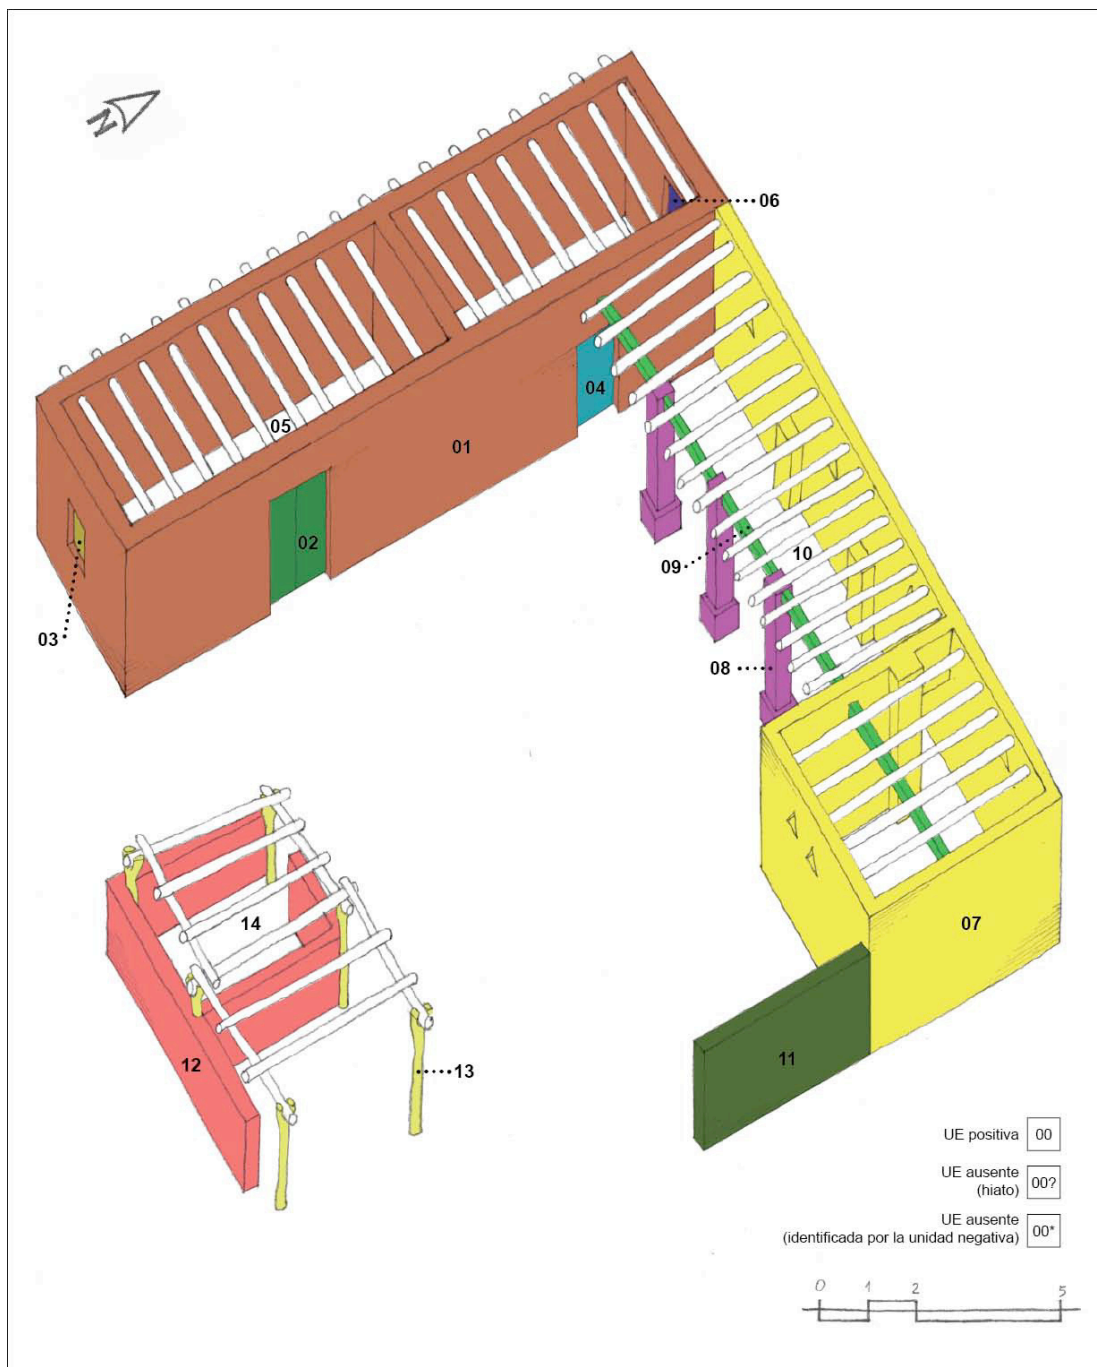 N
06
04
05
01
02
10
09
03
08
14
07
11
12
13
UE positiva 00
UE ausente
(hiato) 00?
UE ausente
(identificada por la unidad negativa) 00*
0 1 2 5